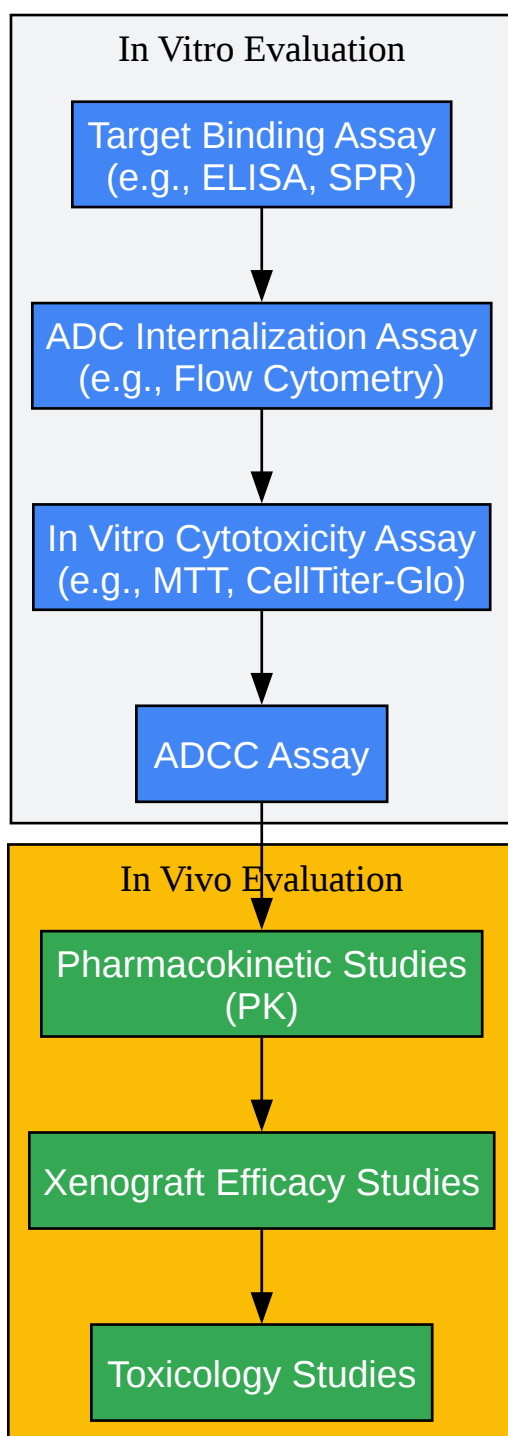 In Vitro Evaluation
Target Binding Assay
(e.g., ELISA, SPR)
ADC Internalization Assay
(e.g., Flow Cytometry)
In Vitro Cytotoxicity Assay
(e.g., MTT, CellTiter-Glo)
ADCC Assay
In Vivo Evaluation
Pharmacokinetic Studies
(PK)
Xenograft Efficacy Studies
Toxicology Studies